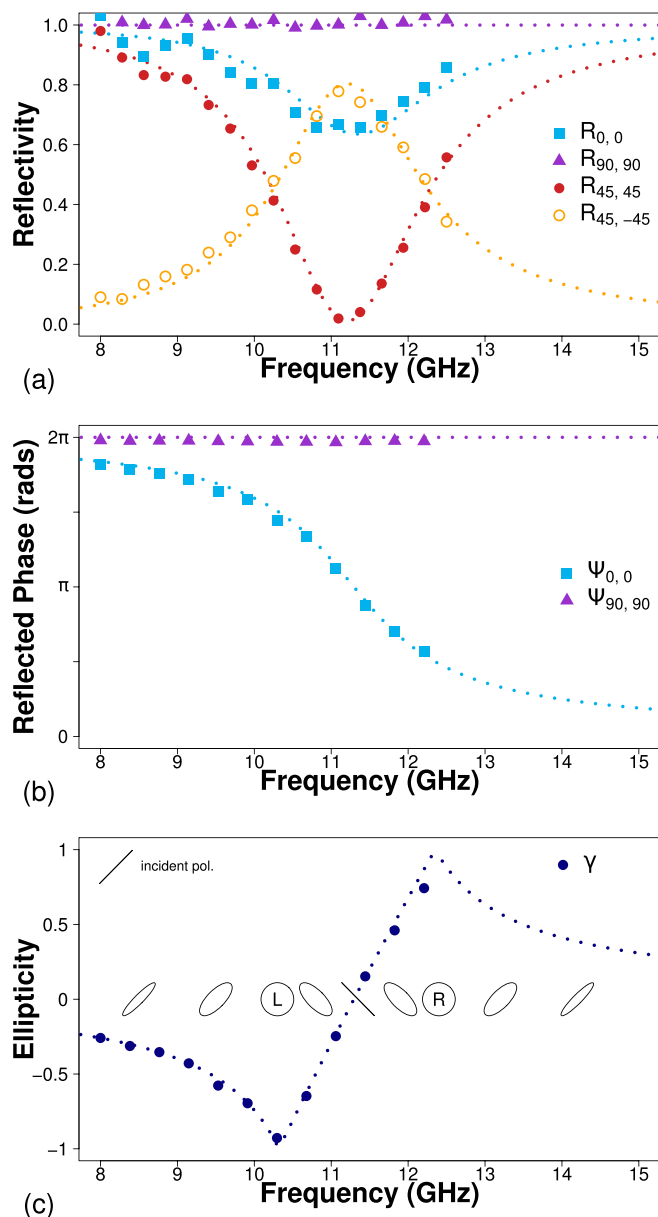 1.0
0.8
0.6
0.4
0.2
0.0
Reflectivity
R0, 0
R90, 90
R45, 45
R45, -45
8 9 10 11 12 13 14 15
Frequency (GHz)
(a)
2π
π
0
Reflected Phase (rads)
Ψ0, 0
Ψ90, 90
8 9 10 11 12 13 14 15
Frequency (GHz)
(b)
1
0.5
0
−0.5
−1
Ellipticity
incident pol.
γ
L
R
8 9 10 11 12 13 14 15
Frequency (GHz)
(c)